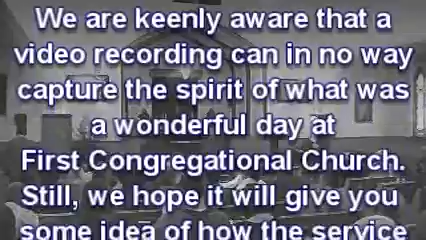 We are keenly aware that a
video recording can in no way
capture the spirit of what was
a wonderful day at
First Congregational Church.
Still, we hope it will give you
some idea of how the service